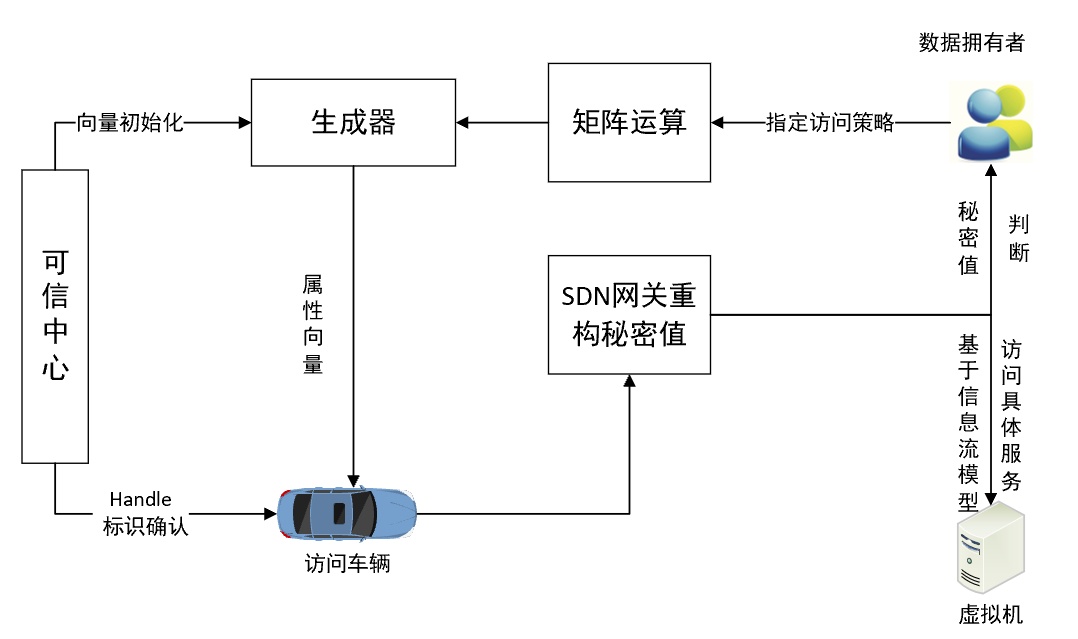 数据拥有者
向量初始化
生成器
矩阵运算
指定访问策略
可信中心
属性向量
SDN网关重
构秘密值
秘密值
判断
基于信息流模型
访问具体服务
Handle
标识确认
访问车辆
虚拟机